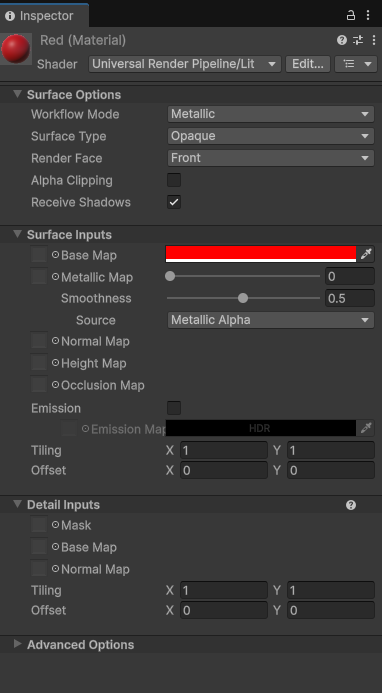 Inspector
Red (Material)
Shader Universal Render Pipeline/Lit Edit...
Surface Options
Workflow Mode Metallic
Surface Type Opaque
Render Face Front
Alpha Clipping
Receive Shadows
Surface Inputs
Base Map
Metallic Map 0
Smoothness 0.5
Source Metallic Alpha
Normal Map
Height Map
Occlusion Map
Emission
Emission Map HDR
Tiling X 1 Y 1
Offset X 0 Y 0
Detail Inputs
Mask
Base Map
Normal Map
Tiling X 1 Y 1
Offset X 0 Y 0
Advanced Options